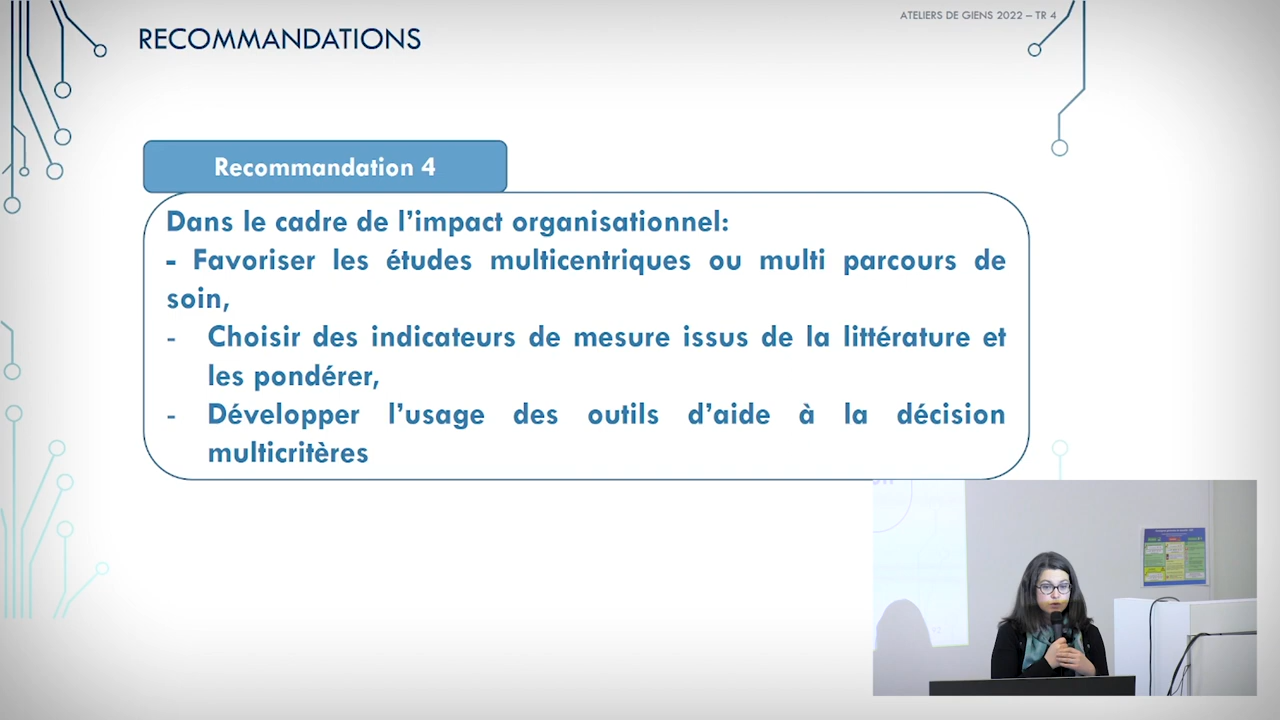 ATELIERS DE GIENS 2022 – TR 4
RECOMMANDATIONS
Recommandation 4
Dans le cadre de l'impact organisationnel:
- Favoriser les études multicentriques ou multi parcours de
soin,
- Choisir des indicateurs de mesure issus de la littérature et
les pondérer,
- Développer l'usage des outils d'aide à la décision
multicritères